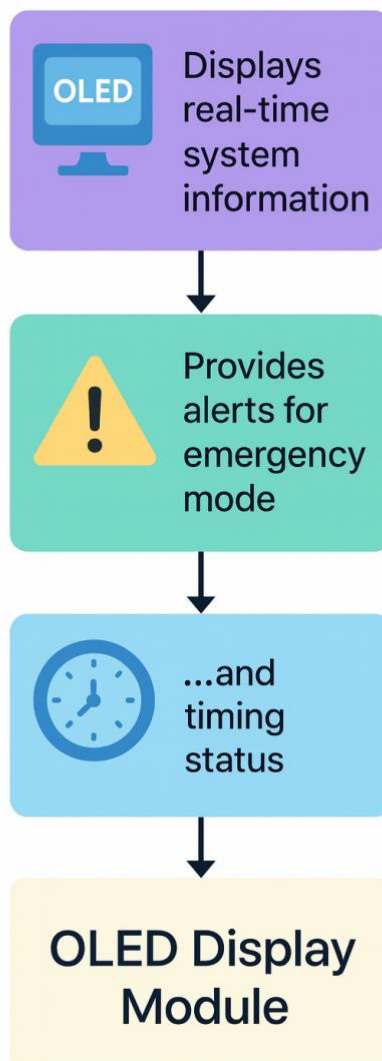 OLED
Displays
real-time
system
information
Provides
alerts for
emergency
mode
...and
timing
status
OLED Display
Module